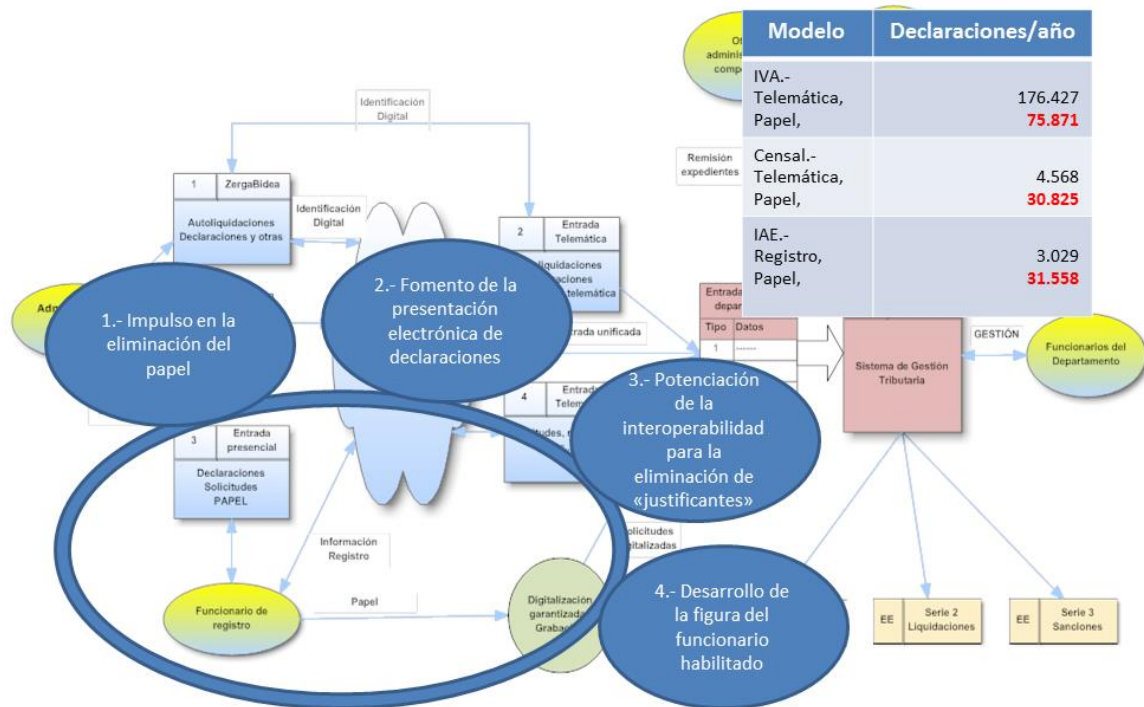 Modelo Declaraciones/año
IVA.-
Telemática, 176.427
Papel, 75.871
Censal.-
Telemática, 4.568
Papel, 30.825
IAE.-
Registro, 3.029
Papel, 31.558
Identificación
Digital
Remisión
expedientes
1 ZergaBidea
Autoliquidaciones
Declaraciones y otras
Identificación
Digital
2 Entrada
Telemática
telemática
1.- Impulso en la
eliminación del
papel
2.- Fomento de la
presentación
electrónica de
declaraciones
Entrada
Tipo Datos
1 ------
unificada
Sistema de Gestión
Tributaria
GESTIÓN
Funcionarios del
Departamento
3.- Potenciación
de la
interoperabilidad
para la
eliminación de
«justificantes»
4 Entrada
3 Entrada
presencial
Declaraciones
Solicitudes
PAPEL
Información
Registro
Funcionario de
registro
Papel
Digitalización
garantizada
4.- Desarrollo de
la figura del
funcionario
habilitado
EE Serie 2
Liquidaciones
EE Serie 3
Sanciones